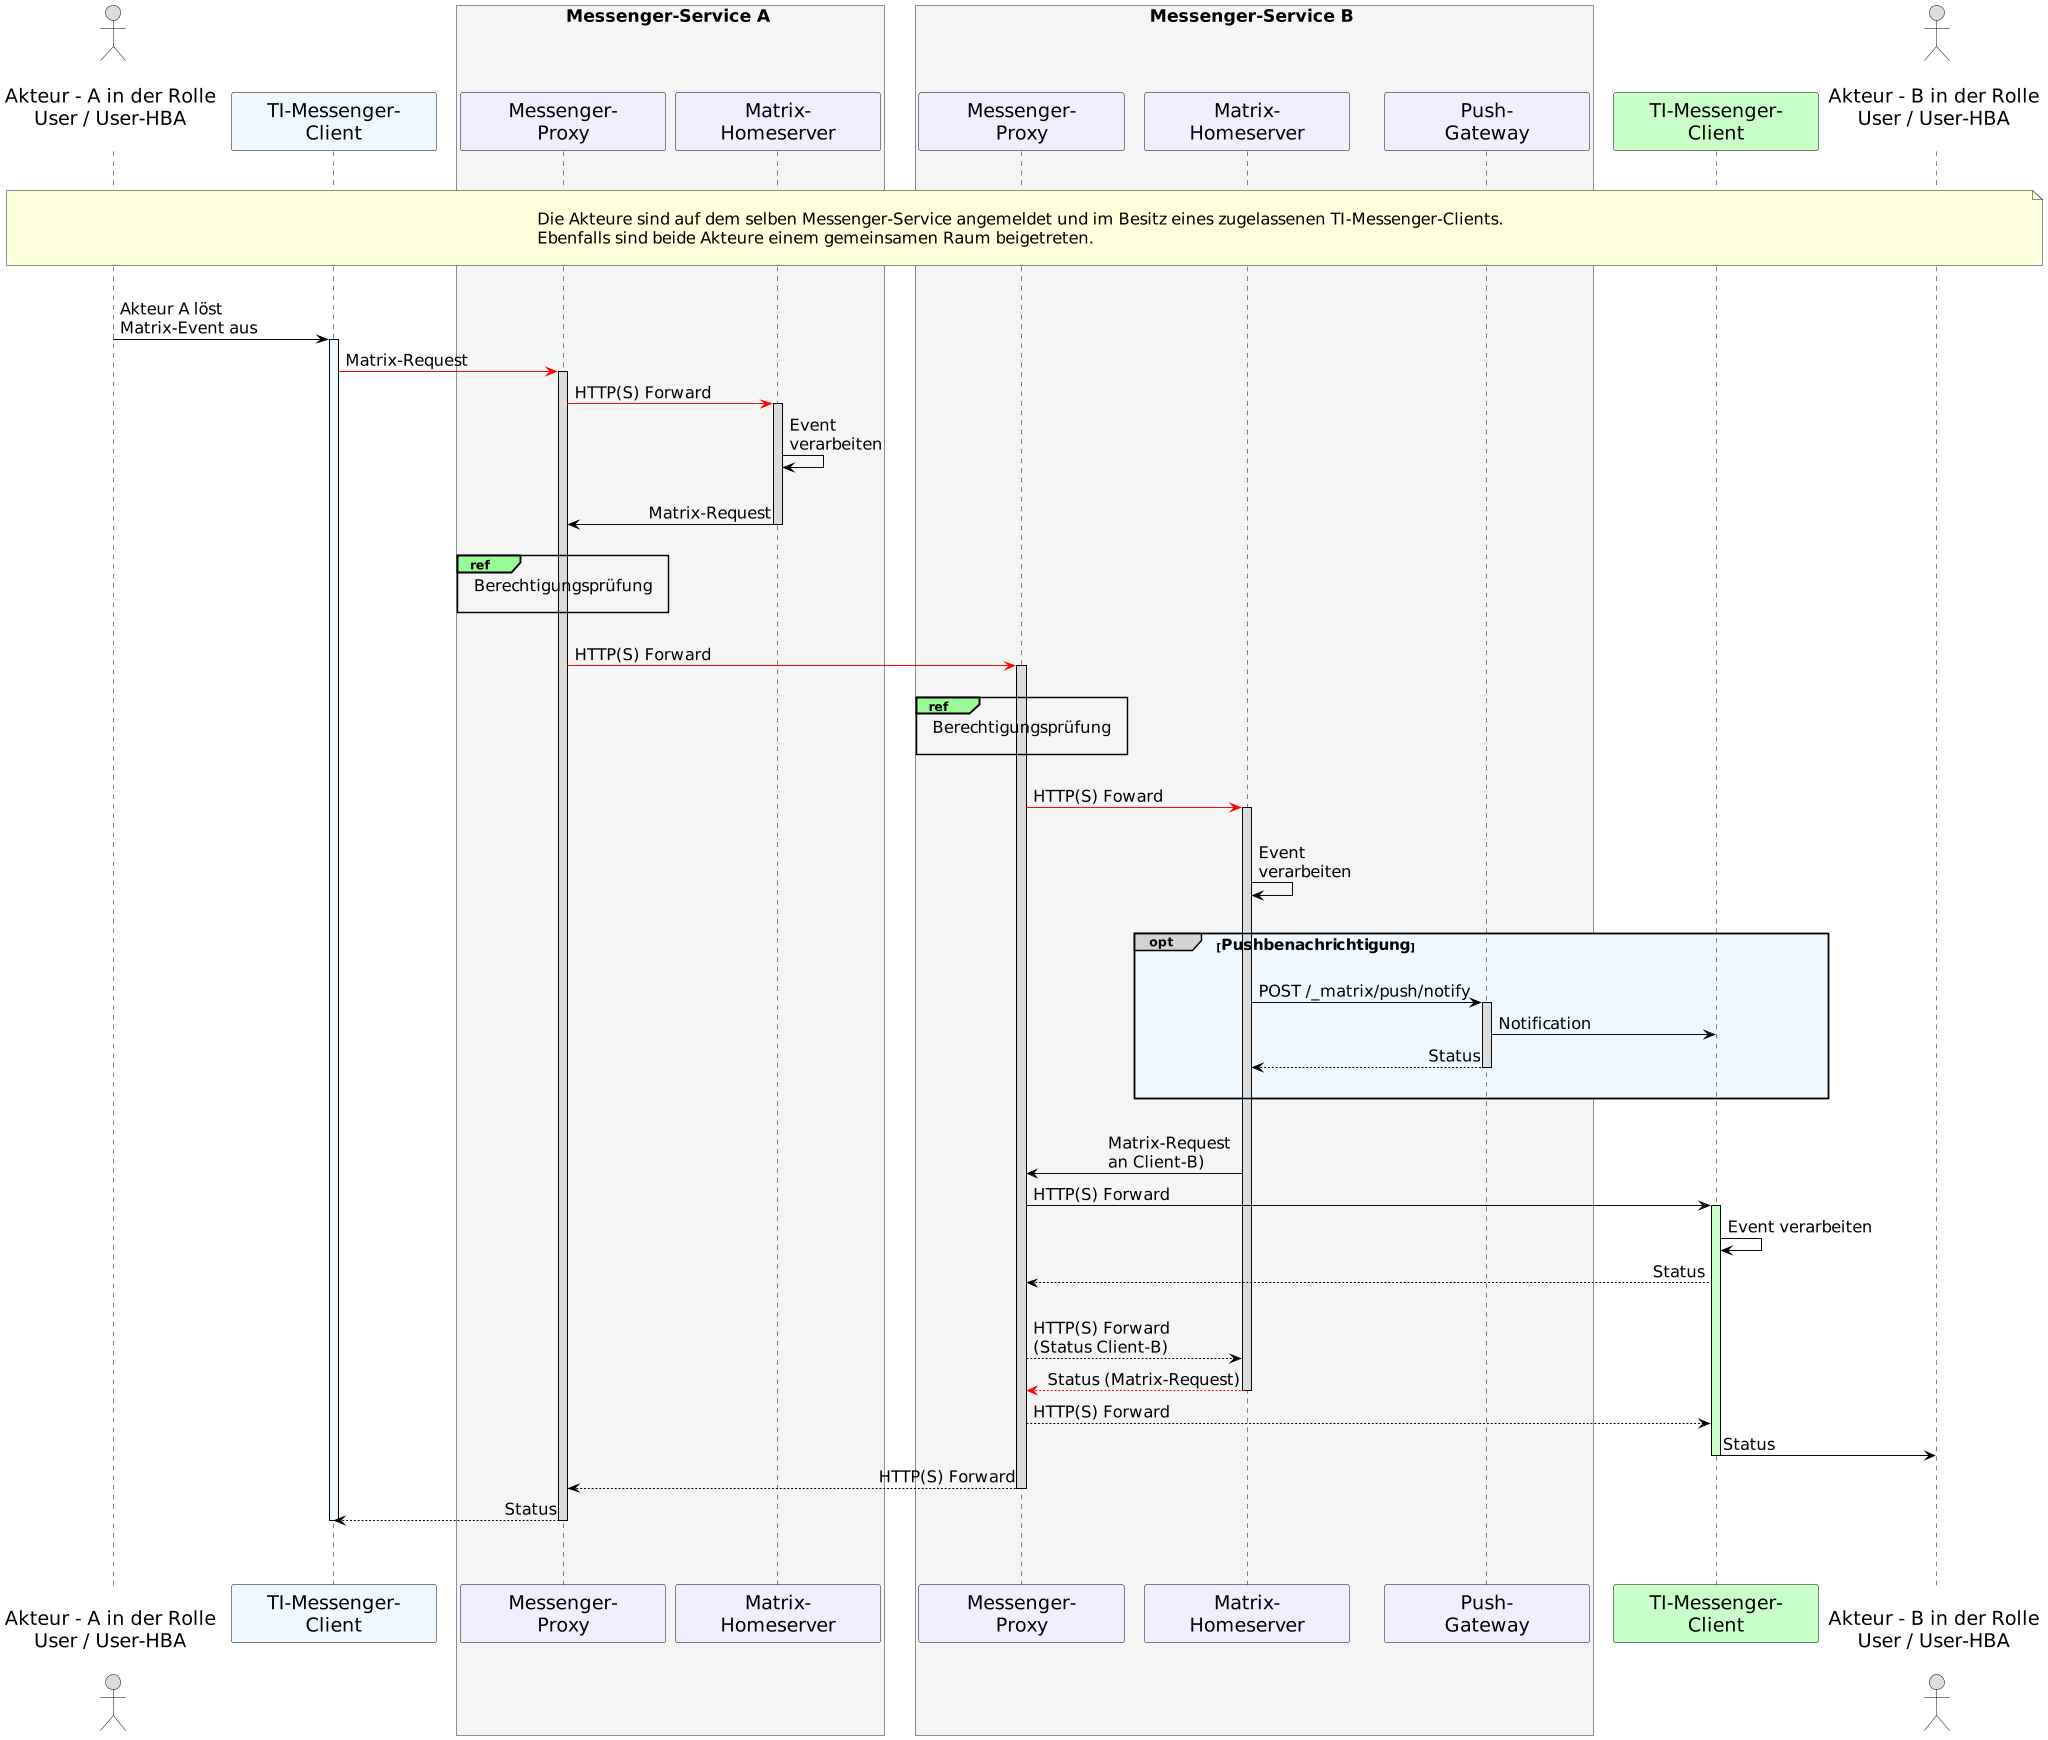 Messenger-Service A
Messenger-Service B
Akteur - A in der Rolle
User / User-HBA
TI-Messenger-
Client
Messenger-
Proxy
Matrix-
Homeserver
Messenger-
Proxy
Matrix-
Homeserver
Push-
Gateway
TI-Messenger-
Client
Akteur - B in der Rolle
User / User-HBA
Die Akteure sind auf dem selben Messenger-Service angemeldet und im Besitz eines zugelassenen TI-Messenger-Clients.
Ebenfalls sind beide Akteure einem gemeinsamen Raum beigetreten.
Akteur A löst
Matrix-Event aus
Matrix-Request
HTTP(S) Forward
Event
verarbeiten
Matrix-Request
ref
Berechtigungsprüfung
HTTP(S) Forward
ref
Berechtigungsprüfung
HTTP(S) Foward
Event
verarbeiten
opt
[Pushbenachrichtigung]
POST /_matrix/push/notify
Notification
Status
Matrix-Request
an Client-B)
HTTP(S) Forward
Event verarbeiten
Status
HTTP(S) Forward
(Status Client-B)
Status (Matrix-Request)
HTTP(S) Forward
Status
HTTP(S) Forward
Status
Akteur - A in der Rolle
User / User-HBA
TI-Messenger-
Client
Messenger-
Proxy
Matrix-
Homeserver
Messenger-
Proxy
Matrix-
Homeserver
Push-
Gateway
TI-Messenger-
Client
Akteur - B in der Rolle
User / User-HBA